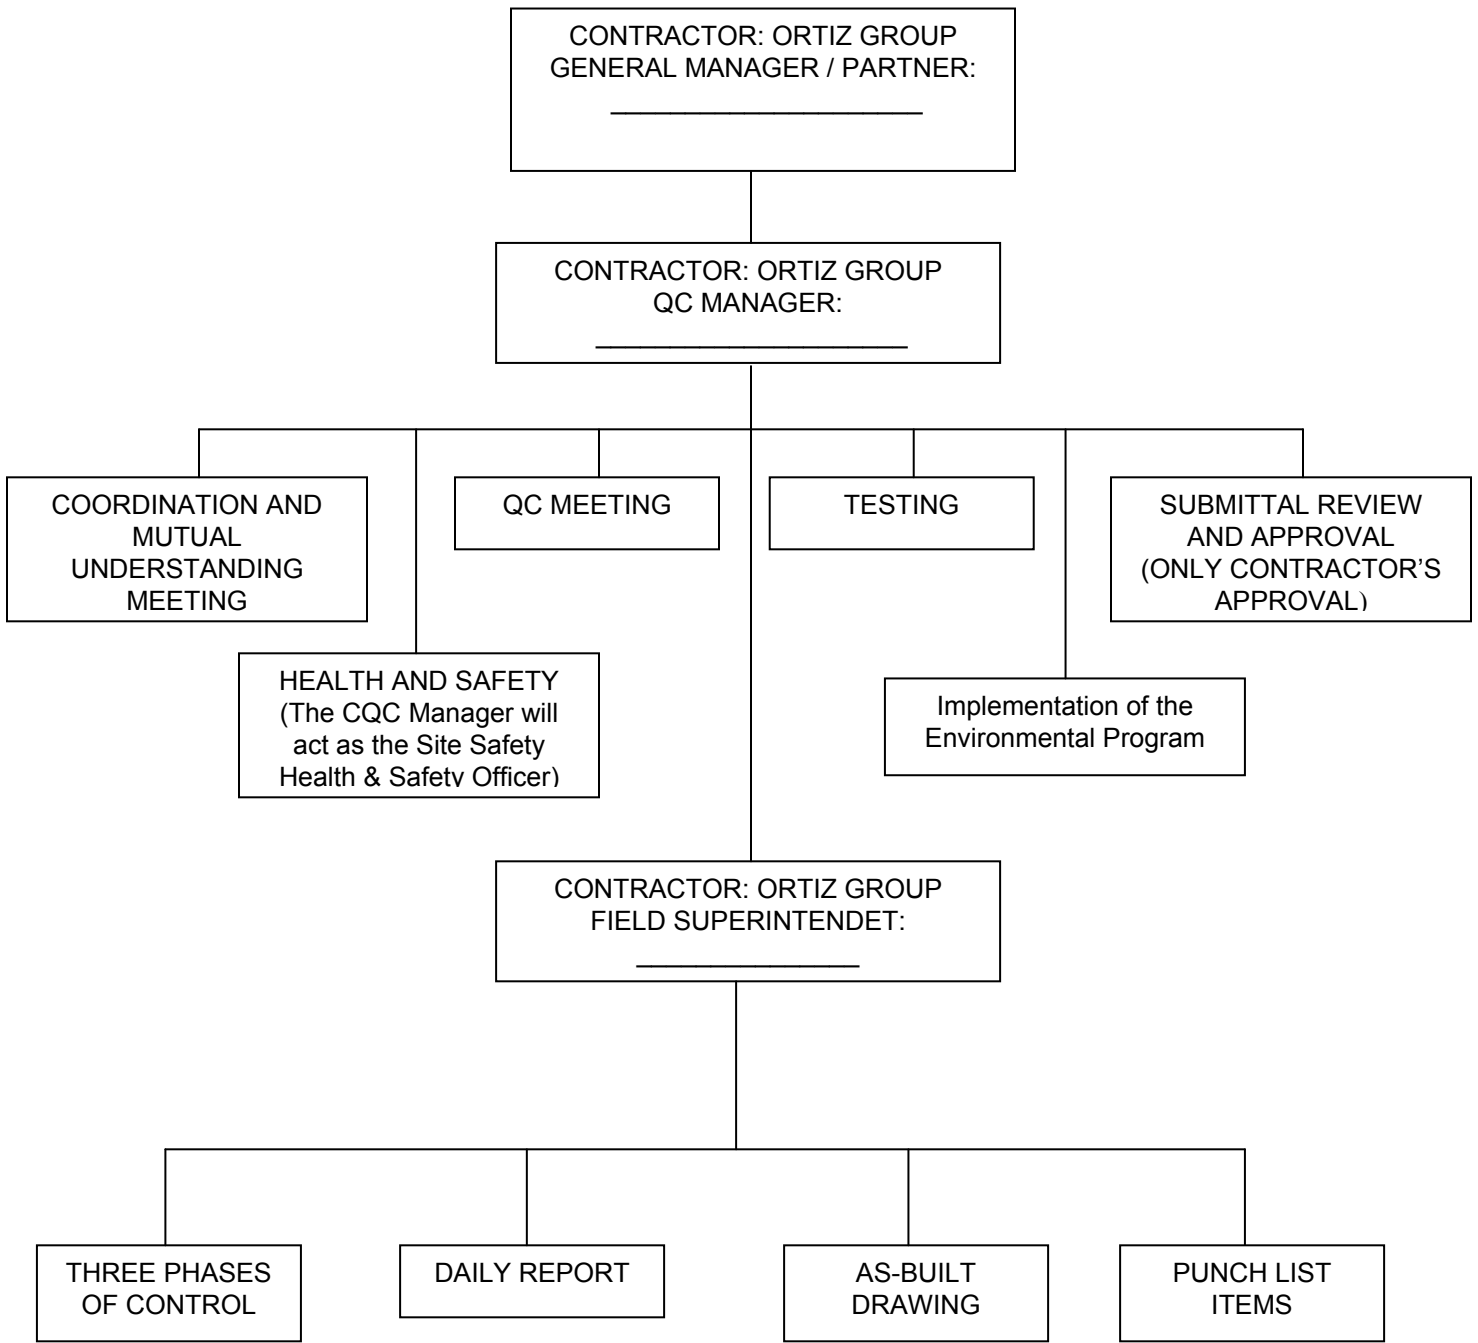 CONTRACTOR: ORTIZ GROUP
GENERAL MANAGER / PARTNER:
_____________________
CONTRACTOR: ORTIZ GROUP
QC MANAGER:
_____________________
COORDINATION AND
MUTUAL
UNDERSTANDING
MEETING
QC MEETING
TESTING
SUBMITTAL REVIEW
AND APPROVAL
(ONLY CONTRACTOR’S
APPROVAL)
HEALTH AND SAFETY
(The CQC Manager will
act as the Site Safety
Health & Safety Officer)
Implementation of the
Environmental Program
CONTRACTOR: ORTIZ GROUP
FIELD SUPERINTENDET:
_______________
THREE PHASES
OF CONTROL
DAILY REPORT
AS-BUILT
DRAWING
PUNCH LIST
ITEMS